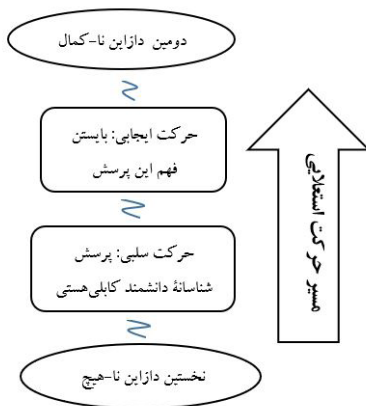 دومین دازاین نا-کمال
حرکت ایجابی: بایستن
فهم این پرسش
حرکت سلبی: پرسش
شناسانهٔ دانشمند کابلی‌هستی
نخستین دازاین نا-هیچ
مسیر حرکت استعلایی